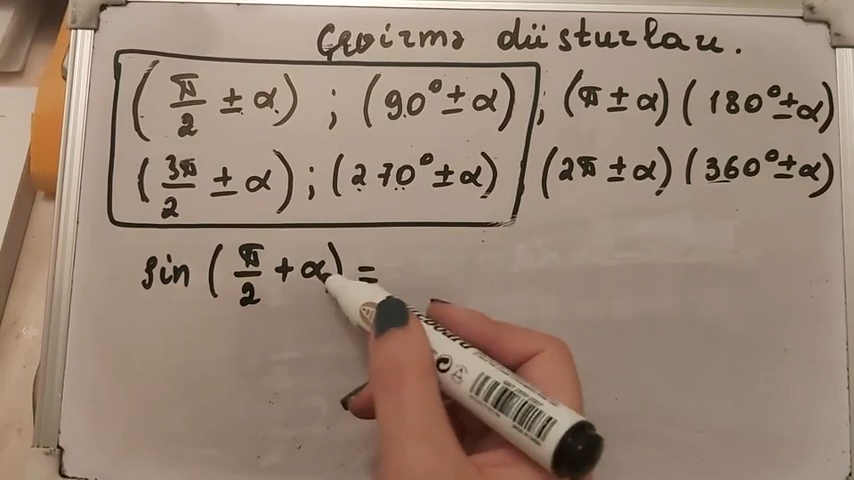 Çevirmə düsturları.
(π/2 ± α) ; (90° ± α) ; (π ± α) (180° ± α)
(3π/2 ± α) ; (270° ± α) (2π ± α) (360° ± α)
sin (π/2 + α) =